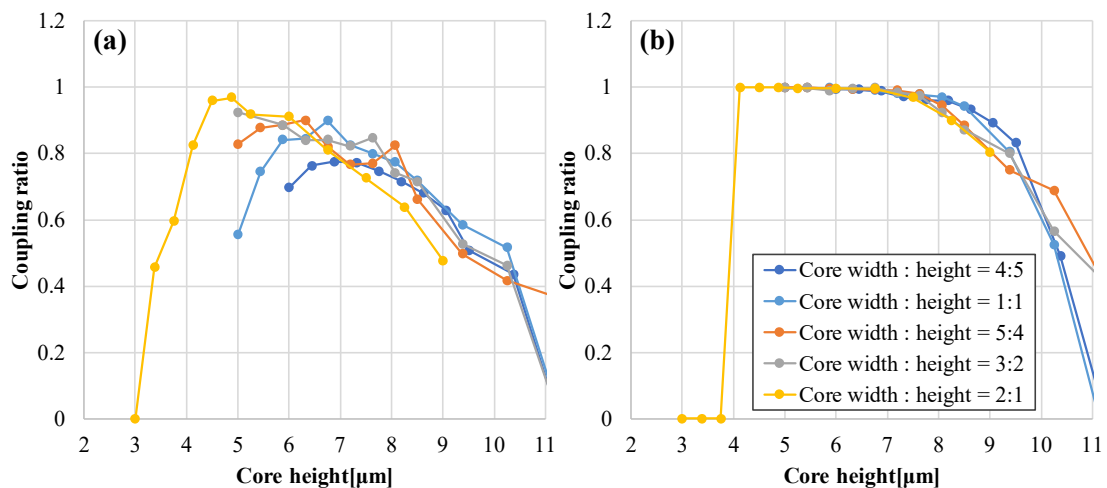 (a)
Coupling ratio
1.2
1
0.8
0.6
0.4
0.2
0
2 3 4 5 6 7 8 9 10 11
Core height[µm]
(b)
Coupling ratio
1.2
1
0.8
0.6
0.4
0.2
0
2 3 4 5 6 7 8 9 10 11
Core height[µm]
Core width : height = 4:5
Core width : height = 1:1
Core width : height = 5:4
Core width : height = 3:2
Core width : height = 2:1